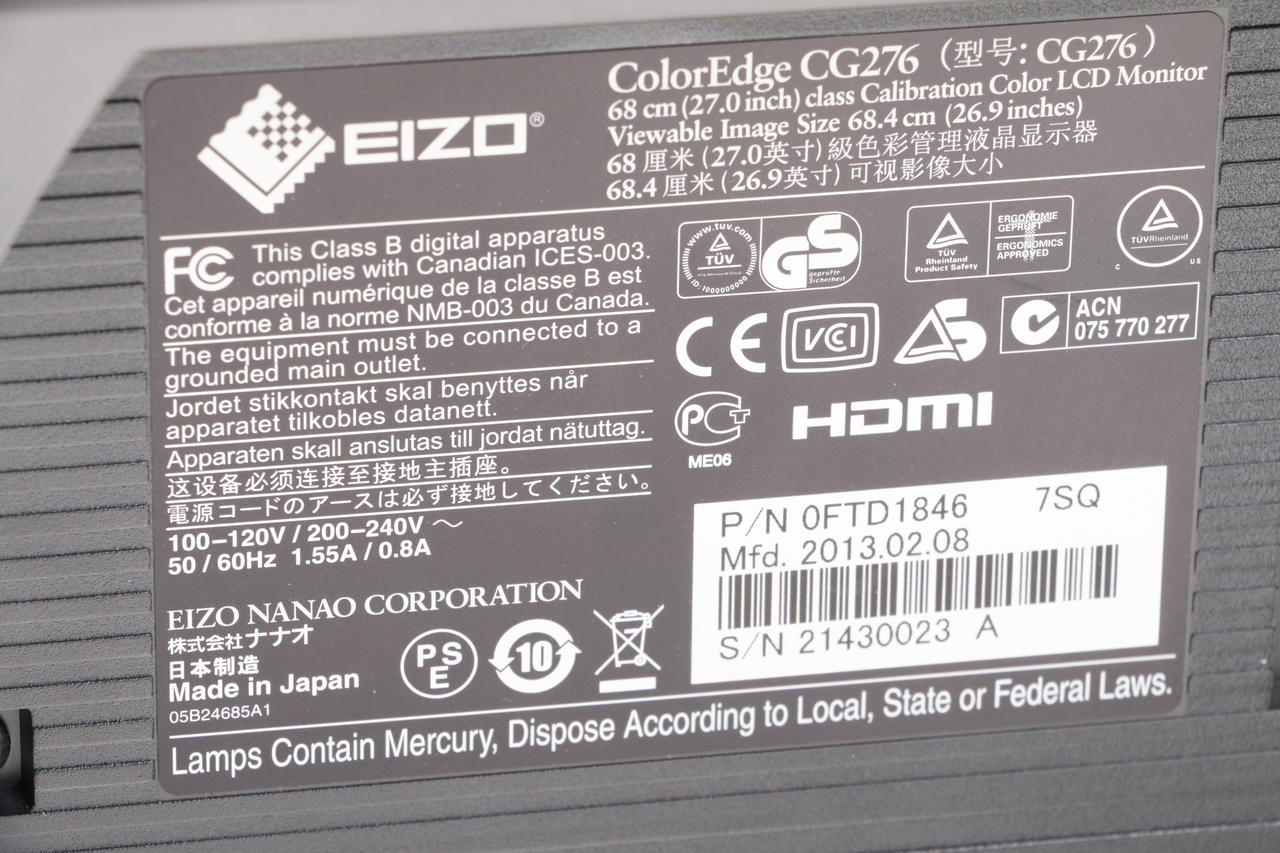 EIZO®
ColorEdge CG276 (型号: CG276)
68 cm (27.0 inch) class Calibration Color LCD Monitor
Viewable Image Size 68.4 cm (26.9 inches)
68 厘米 (27.0英寸) 級色彩管理液晶显示器
68.4 厘米 (26.9英寸) 可视影像大小
FC
This Class B digital apparatus
complies with Canadian ICES-003.
Cet appareil numérique de la classe B est
conforme à la norme NMB-003 du Canada.
The equipment must be connected to a
grounded main outlet.
Jordet stikkontakt skal benyttes når
apparatet tilkobles datanett.
Apparaten skall anslutas till jordat nätuttag.
这设备必须连接至接地主插座。
電源コードのアースは必ず接地してください。
100–120V / 200–240V ～
50 / 60Hz 1.55A / 0.8A
EIZO NANAO CORPORATION
株式会社ナナオ
日本制造
Made in Japan
05B24685A1
PSE
10
www.tuv.com
TÜV
ID:1000000000
GS
geprüfte
Sicherheit
TÜV
Rheinland
Product Safety
ERGONOMIE
GEPRÜFT
ERGONOMICS
APPROVED
TÜVRheinland
C US
CE
VCI
S
ACN
075 770 277
PCT
ME06
HDMI
P/N 0FTD1846 7SQ
Mfd. 2013.02.08
S/N 21430023 A
Lamps Contain Mercury, Dispose According to Local, State or Federal Laws.